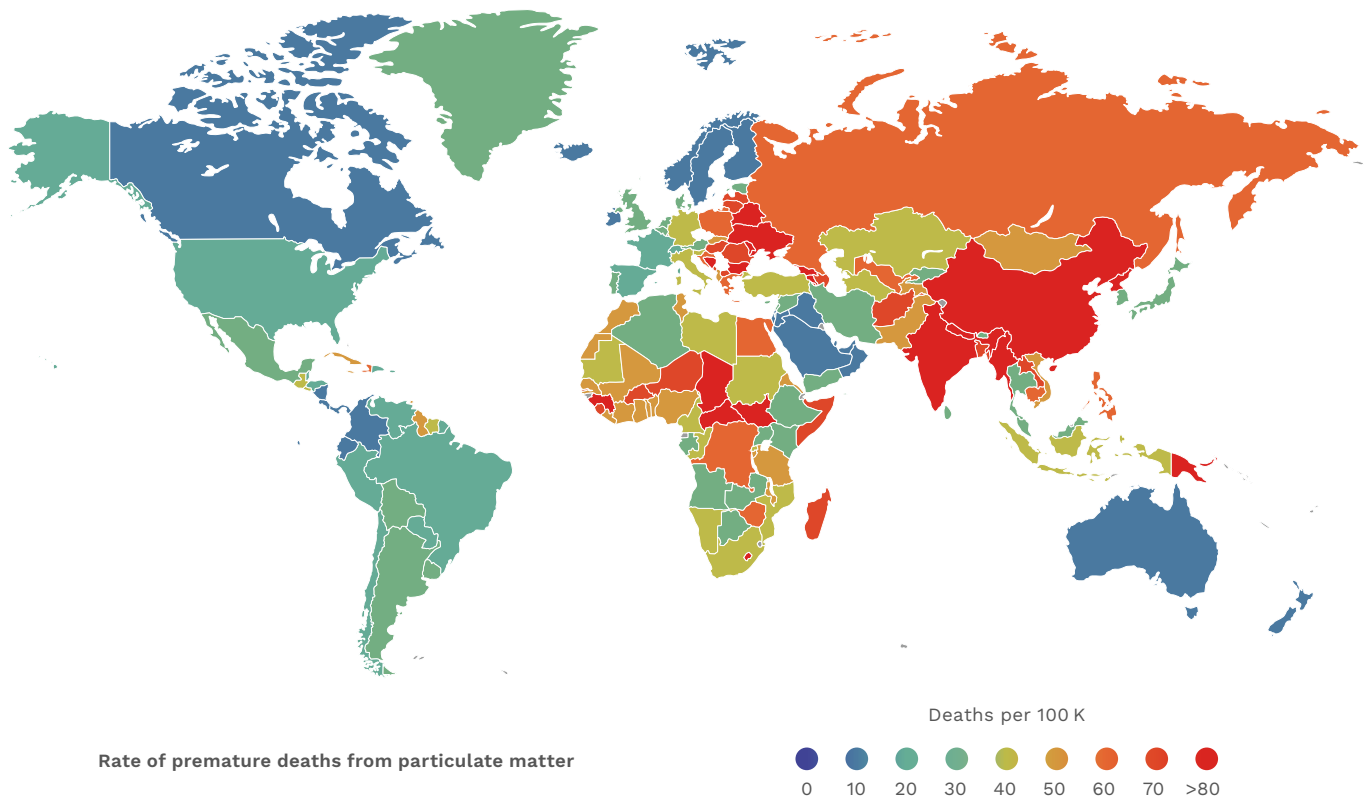 Deaths per 100 K
Rate of premature deaths from particulate matter
0 10 20 30 40 50 60 70 >80